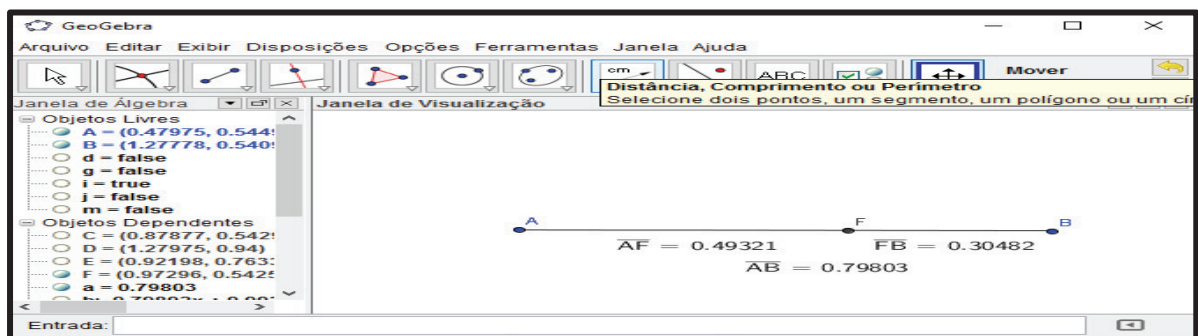 GeoGebra
Arquivo Editar Exibir Disposições Opções Ferramentas Janela Ajuda
cm
ABC
Mover
Distância, Comprimento ou Perímetro
Selecione dois pontos, um segmento, um polígono ou um
Janela de Álgebra
Janela de Visualização
Objetos Livres
A = (0.47975, 0.544
B = (1.27778, 0.540
d = false
g = false
i = true
j = false
m = false
Objetos Dependentes
C = (0.87877, 0.542
D = (1.27975, 0.94)
E = (0.92198, 0.763
F = (0.97296, 0.542
a = 0.79803
A F B
AF = 0.49321 FB = 0.30482
AB = 0.79803
Entrada: